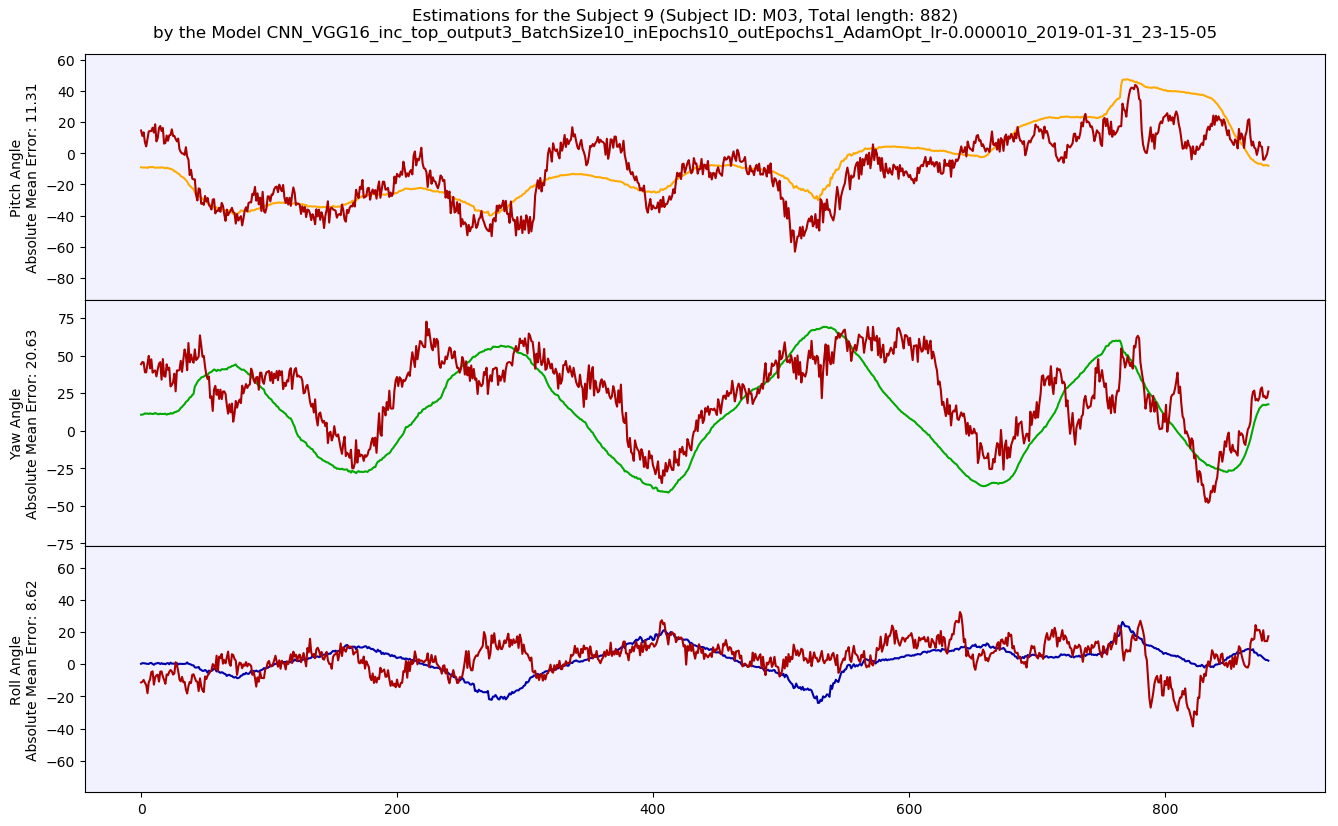 Estimations for the Subject 9 (Subject ID: M03, Total length: 882)
by the Model CNN_VGG16_inc_top_output3_BatchSize10_inEpochs10_outEpochs1_AdamOpt_lr-0.000010_2019-01-31_23-15-05
Pitch Angle
Absolute Mean Error: 11.31
60
40
20
0
−20
−40
−60
−80
Yaw Angle
Absolute Mean Error: 20.63
75
50
25
0
−25
−50
−75
Roll Angle
Absolute Mean Error: 8.62
60
40
20
0
−20
−40
−60
0 200 400 600 800